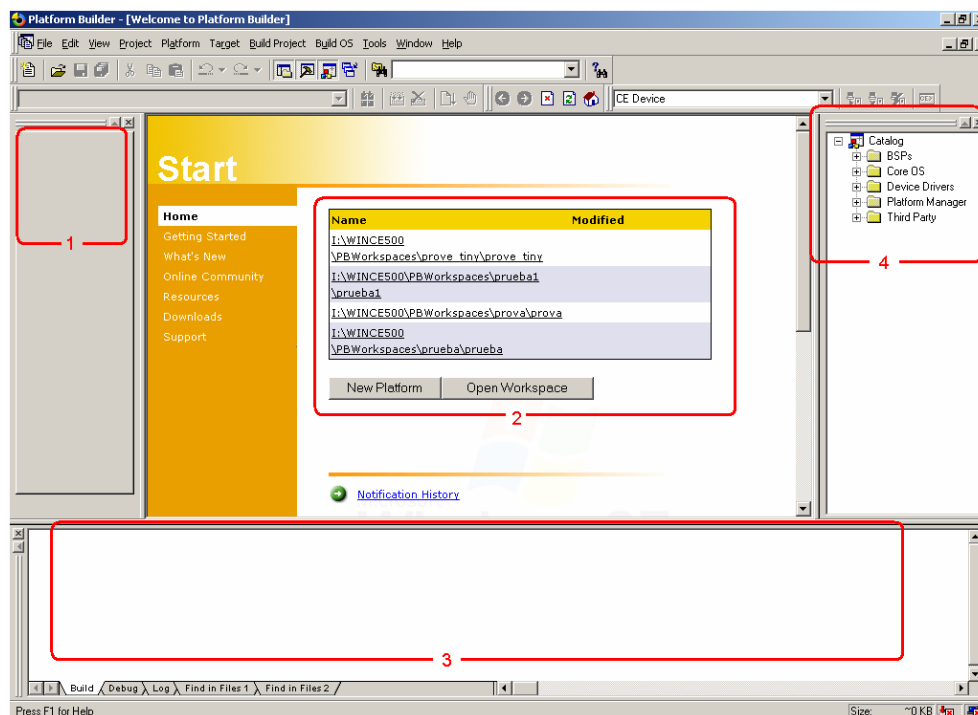 Platform Builder - [Welcome to Platform Builder]
File Edit View Project Platform Target Build Project Build OS Tools Window Help
CE Device
Start
Home
Getting Started
What's New
Online Community
Resources
Downloads
Support
Name Modified
I:\WINCE500
\PBWorkspaces\prove_tiny\prove_tiny
I:\WINCE500\PBWorkspaces\prueba1
\prueba1
I:\WINCE500\PBWorkspaces\prova\prova
I:\WINCE500
\PBWorkspaces\prueba\prueba
New Platform Open Workspace
Notification History
Catalog
BSPs
Core OS
Device Drivers
Platform Manager
Third Party
1
2
4
3
Build Debug Log Find in Files 1 Find in Files 2
Press F1 for Help
Size: ~0 KB